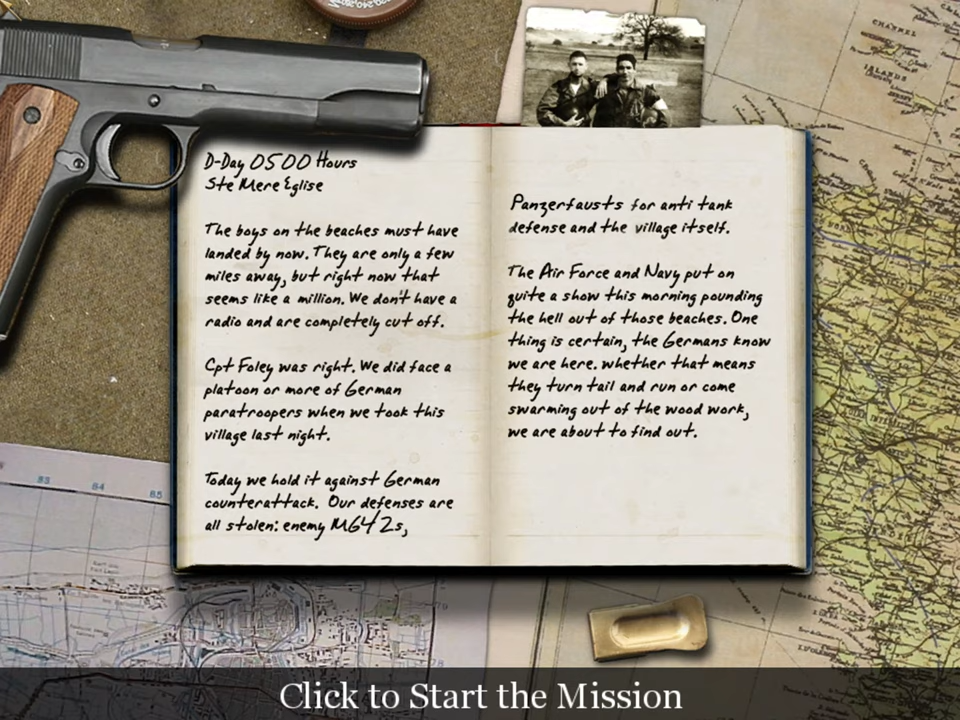 D-Day 0500 Hours
Ste Mere Eglise
The boys on the beaches must have
landed by now. They are only a few
miles away, but right now that
seems like a million. We don't have a
radio and are completely cut off.
Cpt Foley was right. We did face a
platoon or more of German
paratroopers when we took this
village last night.
Today we hold it against German
counterattack. Our defenses are
all stolen: enemy MG42s,
Panzerfausts for anti tank
defense and the village itself.
The Air Force and Navy put on
quite a show this morning pounding
the hell out of those beaches. One
thing is certain, the Germans know
we are here. whether that means
they turn tail and run or come
swarming out of the wood work,
we are about to find out.
CHANNEL
ISLANDS
83 84 85
Click to Start the Mission